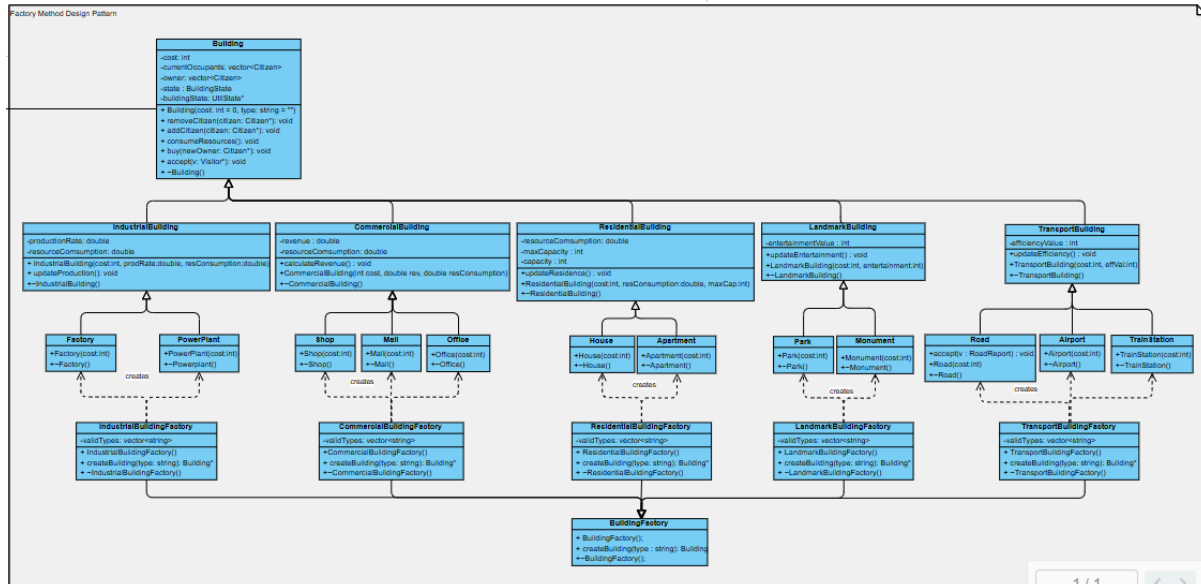 Factory Method Design Pattern
Building
-cost: int
-currentOccupants: vector<Citizen>
-owner: vector<Citizen>
-state : BuildingState
-buildingState: UtilState*
+ Building(cost: int = 0, type: string = "")
+ removeCitizen(citizen: Citizen*): void
+ addCitizen(citizen: Citizen*): void
+ consumeResources(): void
+ buy(newOwner: Citizen*): void
+ accept(v: Visitor*): void
+ ~Building()
IndustrialBuilding
-productionRate: double
-resourceComsumption: double
+ IndustrialBuilding(cost:int, prodRate:double, resConsumption:double)
+ updateProduction(): void
+~IndustrialBuilding()
CommercialBuilding
-revenue : double
-resourceComsumption: double
+calculateRevenue() : void
+CommercialBuilding(int cost, double rev, double resConsumption)
+~CommercialBuilding()
ResidentialBuilding
-resourceComsumption: double
-maxCapacity : int
-capacity : int
+updateResidence(): void
+ResidentialBuilding(cost:int, resConsumption:double, maxCap:int)
+~ResidentialBuilding()
LandmarkBuilding
-entertainmentValue : int
+updateEntertainment() : void
+LandmarkBuilding(cost:int, entertainment:int)
+~LandmarkBuilding()
TransportBuilding
-efficiencyValue : int
+updateEfficiency() : void
+TransportBuilding(cost:int, effVal:int)
+~TransportBuilding()
Factory
+Factory(cost:int)
+~Factory()
PowerPlant
+PowerPlant(cost:int)
+~Powerplant()
Shop
+Shop(cost:int)
+~Shop()
Mall
+Mall(cost:int)
+~Mall()
Office
+Office(cost:int)
+~Office()
House
+House(cost:int)
+~House()
Apartment
+Apartment(cost:int)
+~Apartment()
Park
+Park(cost:int)
+~Park()
Monument
+Monument(cost:int)
+~Monument()
Road
+accept(v : RoadReport) : void
+Road(cost:int)
+~Road()
Airport
+Airport(cost:int)
+~Airport()
TrainStation
+TrainStation(cost:int)
+~TrainStation()
creates
creates
creates
creates
creates
IndustrialBuildingFactory
-validTypes: vector<string>
+ IndustrialBuildingFactory()
+ createBuilding(type: string): Building*
+ ~IndustrialBuildingFactory()
CommercialBuildingFactory
-validTypes: vector<string>
+CommercialBuildingFactory()
+ createBuilding(type: string): Building*
+ ~CommercialBuildingFactory()
ResidentialBuildingFactory
-validTypes: vector<string>
+ ResidentialBuildingFactory()
+ createBuilding(type: string): Building*
+ ~ResidentialBuildingFactory()
LandmarkBuildingFactory
-validTypes: vector<string>
+ LandmarkBuildingFactory()
+ createBuilding(type: string): Building*
+ ~LandmarkBuildingFactory()
TransportBuildingFactory
-validTypes: vector<string>
+ TransportBuildingFactory()
+ createBuilding(type: string): Building*
+ ~TransportBuildingFactory()
BuildingFactory
+ BuildingFactory();
+ createBuilding(type : string): Building
+~BuildingFactory();
1 / 1